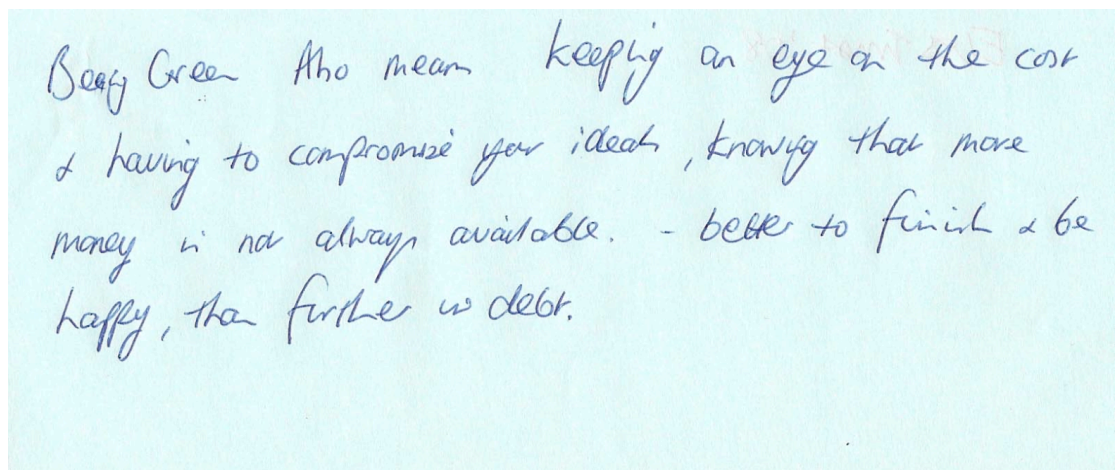 Being Green Also means keeping an eye on the cost
& having to compromise your ideals, knowing that more
money is not always available. - better to finish & be
happy, than further in debt.